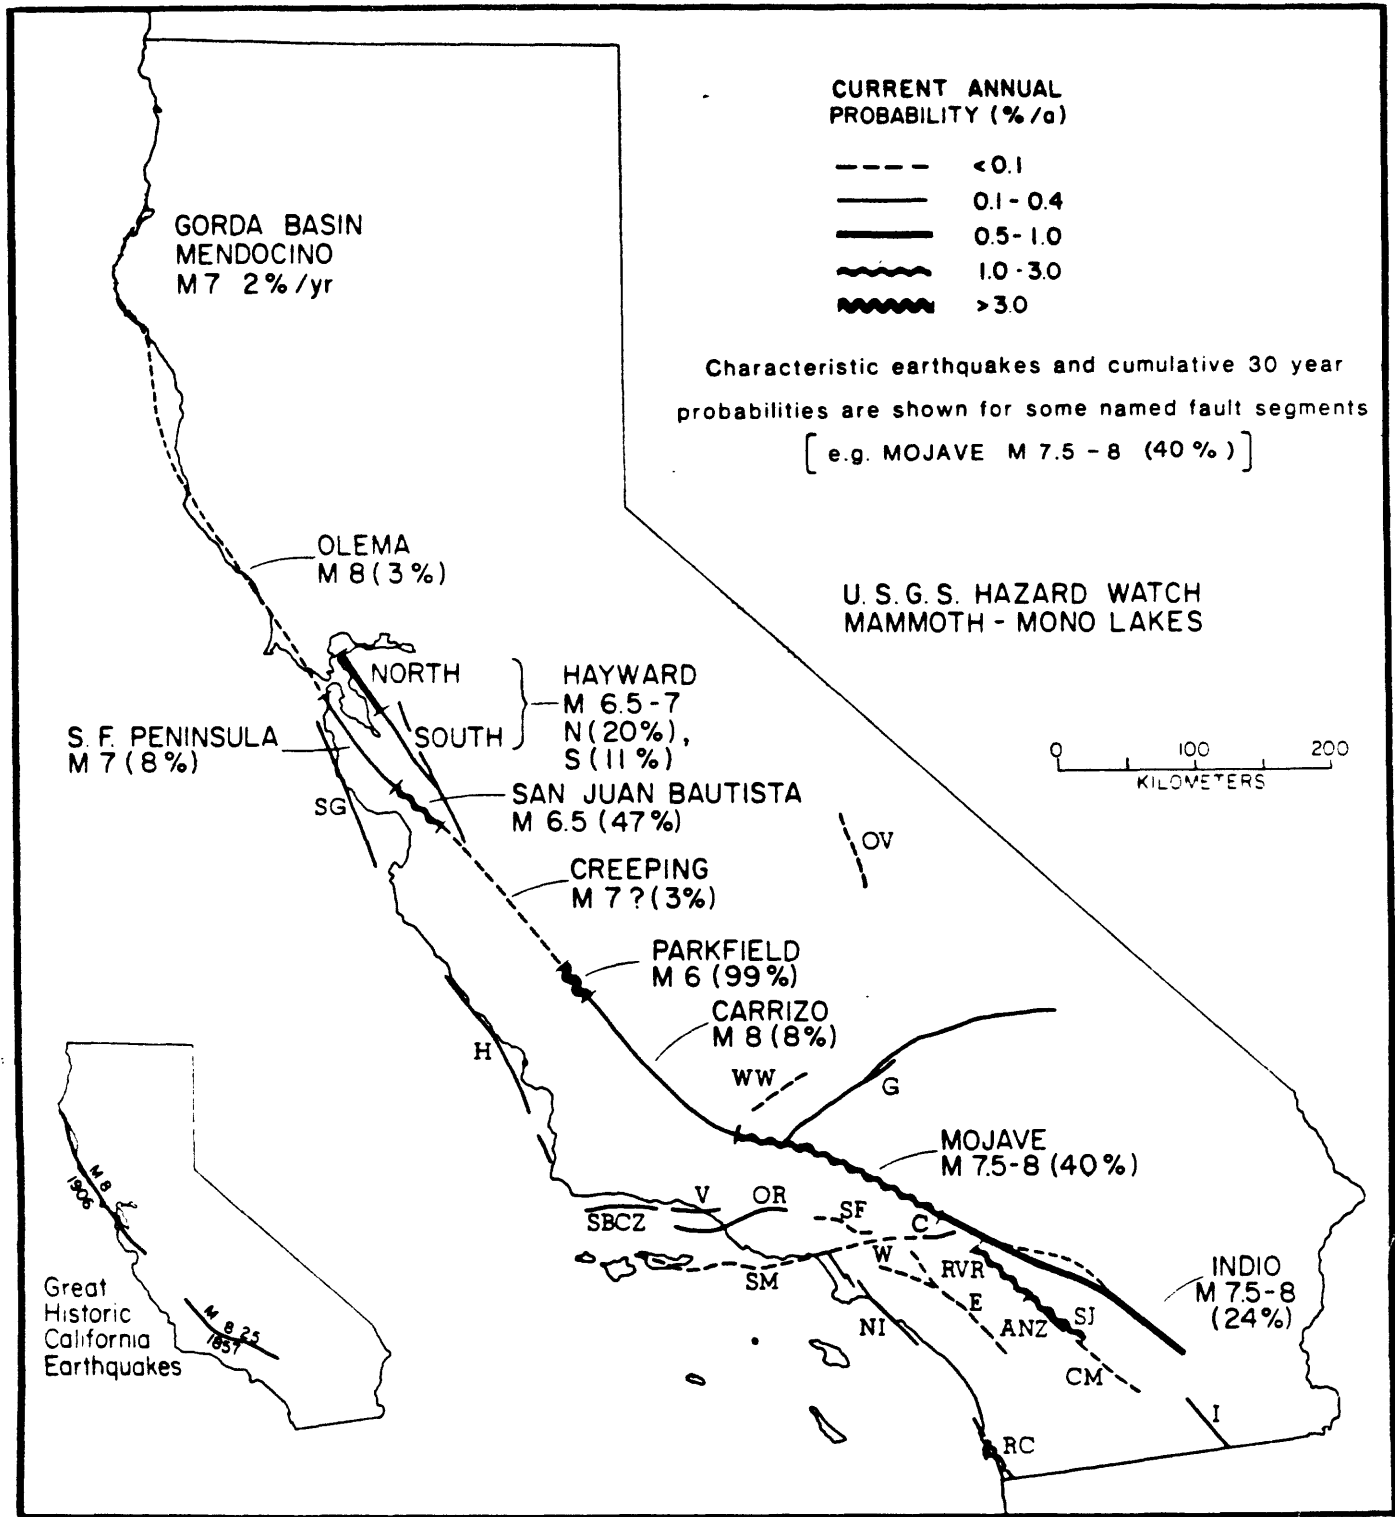 CURRENT ANNUAL
PROBABILITY (%/a)
<0.1
0.1-0.4
0.5-1.0
1.0-3.0
>3.0
Characteristic earthquakes and cumulative 30 year
probabilities are shown for some named fault segments
[e.g. MOJAVE M 7.5-8 (40%)]
GORDA BASIN
MENDOCINO
M7 2%/yr
OLEMA
M 8(3%)
U.S.G.S. HAZARD WATCH
MAMMOTH - MONO LAKES
NORTH
SOUTH
HAYWARD
M 6.5-7
N(20%),
S(11%)
S.F. PENINSULA
M 7(8%)
0 100 200
KILOMETERS
SG
SAN JUAN BAUTISTA
M 6.5 (47%)
OV
CREEPING
M 7?(3%)
PARKFIELD
M 6 (99%)
CARRIZO
M 8 (8%)
H
WW
G
MOJAVE
M 7.5-8 (40%)
V
OR
SBCZ
SF
C
SM
W
RVR
E
SJ
ANZ
NI
CM
INDIO
M 7.5-8
(24%)
I
RC
M 8
1906
M 8.25
1857
Great
Historic
California
Earthquakes